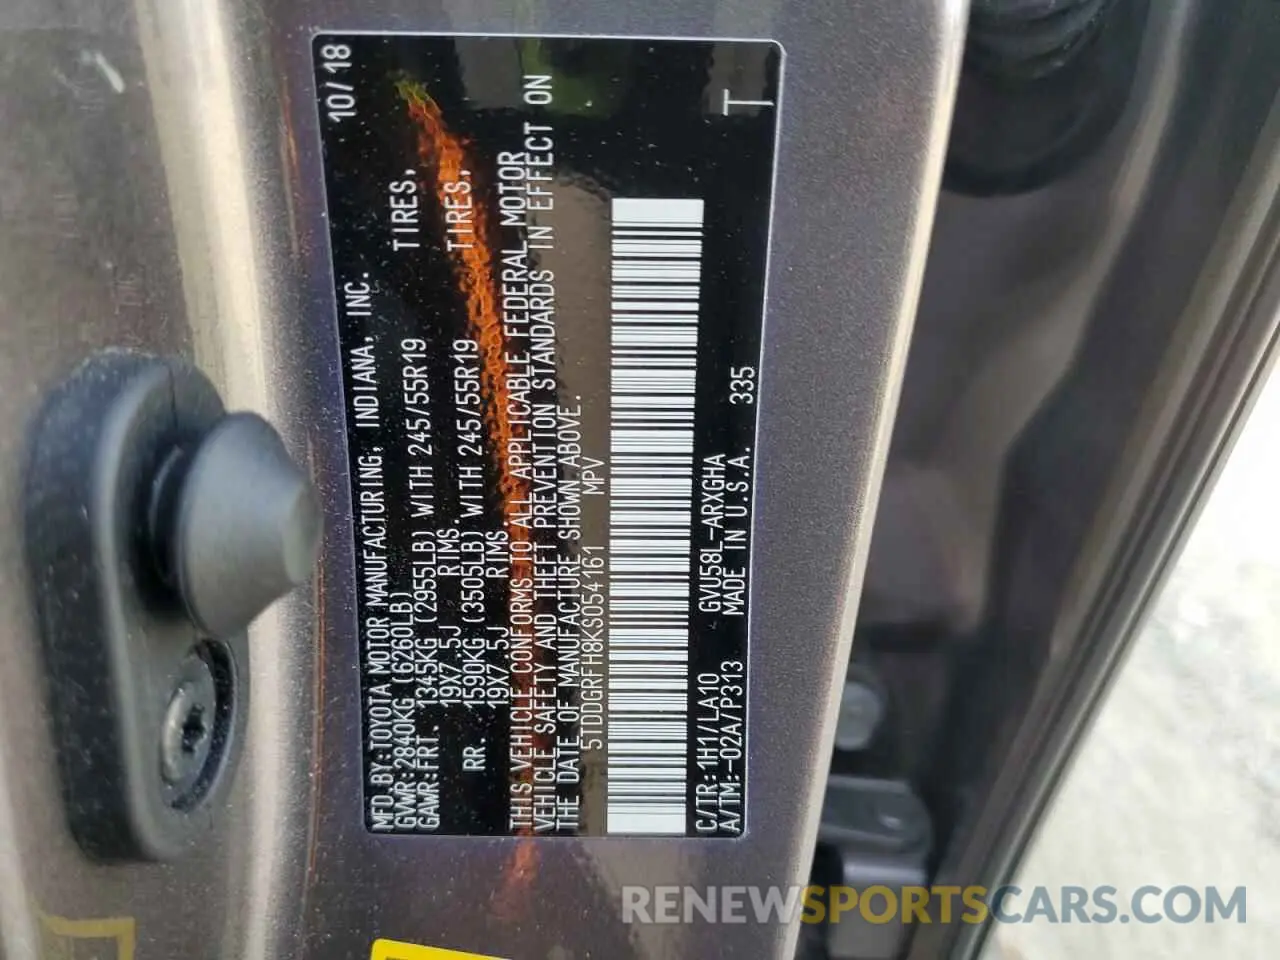 MFD.BY:TOYOTA MOTOR MANUFACTURING, INDIANA, INC. 10/18
GVWR:2840KG (6260LB)
GAWR:FRT. 1345KG (2955LB) WITH 245/55R19 TIRES,
19X7.5J RIMS.
RR. 1590KG (3505LB) WITH 245/55R19 TIRES,
19X7.5J RIMS.
THIS VEHICLE CONFORMS TO ALL APPLICABLE FEDERAL MOTOR
VEHICLE SAFETY AND THEFT PREVENTION STANDARDS IN EFFECT ON
THE DATE OF MANUFACTURE SHOWN ABOVE.
5TDDGRFH8KS054161 MPV
C/TR:1H1/LA10 GVU58L-ARXGHA
A/TM:-02A/P313 MADE IN U.S.A. 335 T
RENEWSPORTSCARS.COM